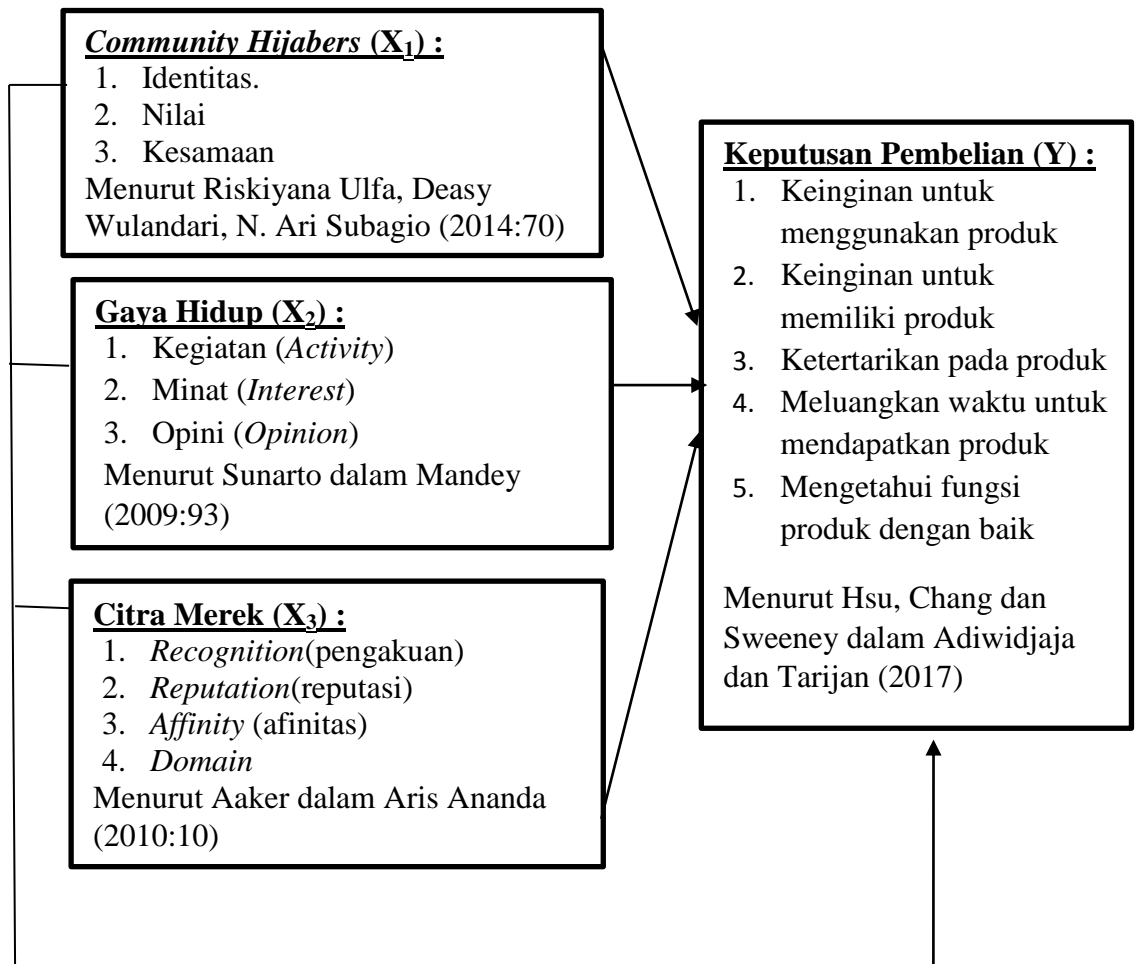 Community Hijabers (X₁) :
1. Identitas.
2. Nilai
3. Kesamaan
Menurut Riskiyana Ulfa, Deasy
Wulandari, N. Ari Subagio (2014:70)
Gaya Hidup (X₂) :
1. Kegiatan (Activity)
2. Minat (Interest)
3. Opini (Opinion)
Menurut Sunarto dalam Mandey
(2009:93)
Citra Merek (X₃) :
1. Recognition(pengakuan)
2. Reputation(reputasi)
3. Affinity (afinitas)
4. Domain
Menurut Aaker dalam Aris Ananda
(2010:10)
Keputusan Pembelian (Y) :
1. Keinginan untuk
menggunakan produk
2. Keinginan untuk
memiliki produk
3. Ketertarikan pada produk
4. Meluangkan waktu untuk
mendapatkan produk
5. Mengetahui fungsi
produk dengan baik
Menurut Hsu, Chang dan
Sweeney dalam Adiwidjaja
dan Tarijan (2017)